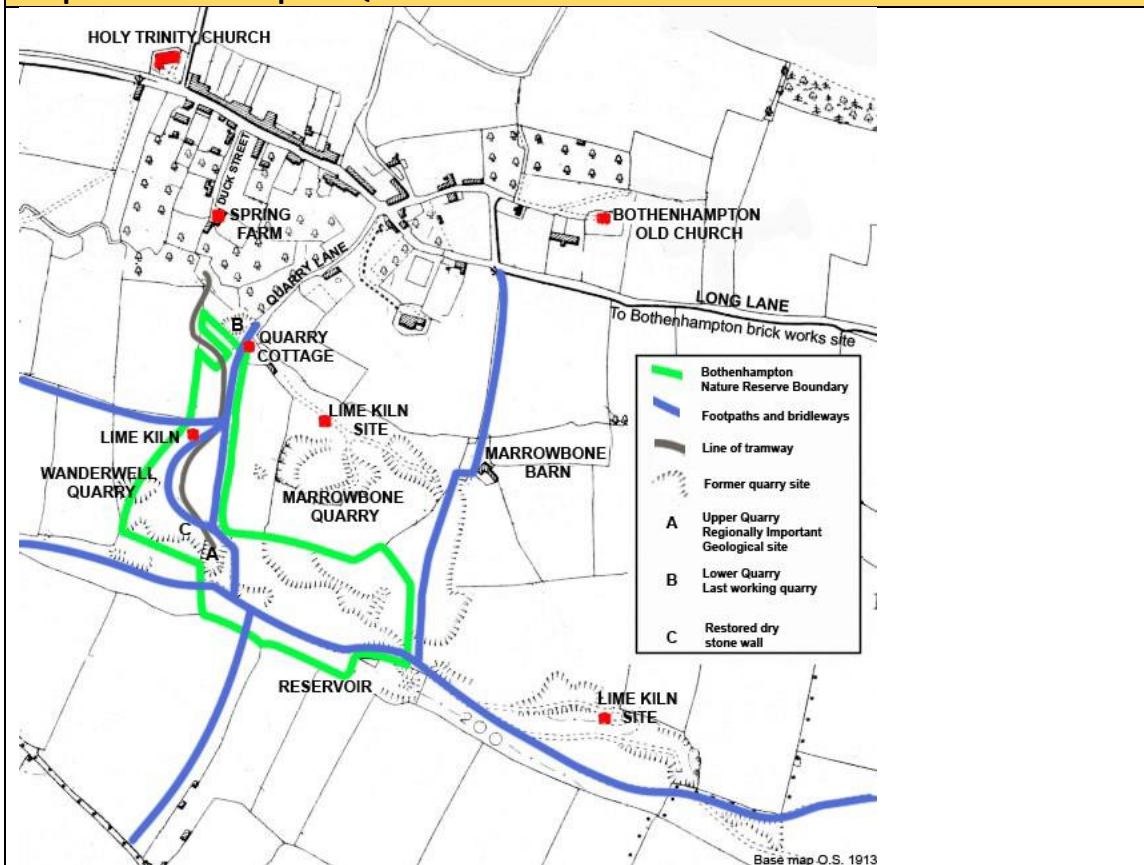 HOLY TRINITY CHURCH
DUCK STREET
SPRING
FARM
BOTHENHAMPTON
OLD CHURCH
QUARRY LANE
LONG LANE
To Bothenhampton brick works site
B
QUARRY
COTTAGE
LIME KILN
SITE
LIME KILN
WANDERWELL
QUARRY
MARROWBONE
QUARRY
MARROWBONE
BARN
C
A
RESERVOIR
LIME KILN
SITE
200
Bothenhampton
Nature Reserve Boundary
Footpaths and bridleways
Line of tramway
Former quarry site
A
Upper Quarry
Regionally Important
Geological site
B
Lower Quarry
Last working quarry
C
Restored dry
stone wall
Base map O.S. 1913